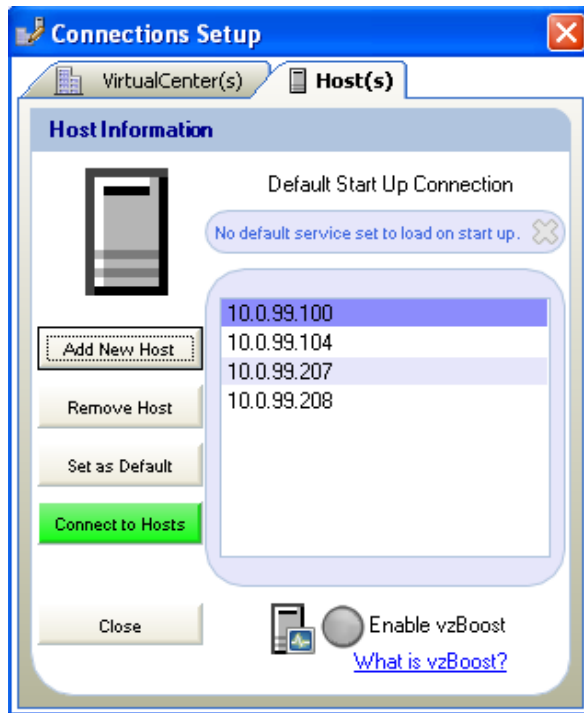 Connections Setup
VirtualCenter(s)
Host(s)
Host Information
Default Start Up Connection
No default service set to load on start up.
10.0.99.100
10.0.99.104
10.0.99.207
10.0.99.208
Add New Host
Remove Host
Set as Default
Connect to Hosts
Close
Enable vzBoost
What is vzBoost?